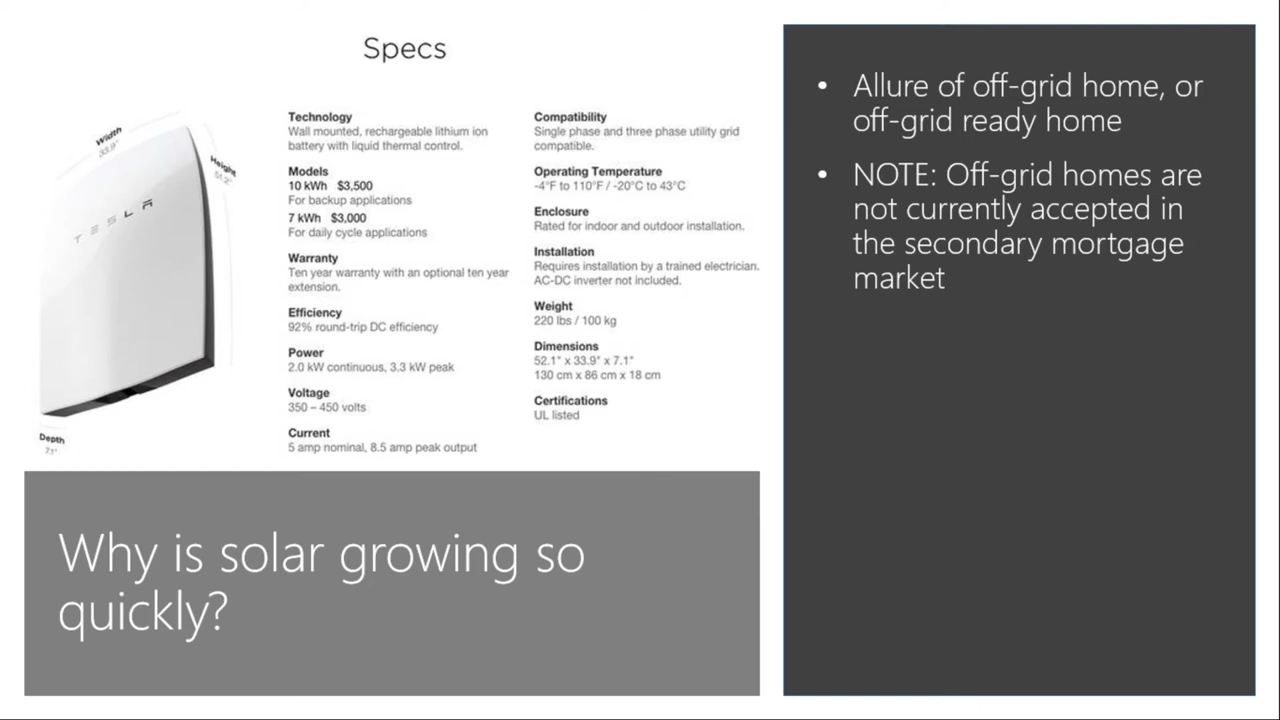 Specs
Width
33.9"
Height
TESLA
Depth
7.1"
Technology
Wall mounted, rechargeable lithium ion
battery with liquid thermal control.
Models
10 kWh $3,500
For backup applications
7 kWh $3,000
For daily cycle applications
Warranty
Ten year warranty with an optional ten year
extension.
Efficiency
92% round-trip DC efficiency
Power
2.0 kW continuous, 3.3 kW peak
Voltage
350 – 450 volts
Current
5 amp nominal, 8.5 amp peak output
Compatibility
Single phase and three phase utility grid
compatible.
Operating Temperature
-4°F to 110°F / -20°C to 43°C
Enclosure
Rated for indoor and outdoor installation.
Installation
Requires installation by a trained electrician.
AC-DC inverter not included.
Weight
220 lbs / 100 kg
Dimensions
52.1" x 33.9" x 7.1"
130 cm x 86 cm x 18 cm
Certifications
UL listed
Why is solar growing so
quickly?
• Allure of off-grid home, or
off-grid ready home
• NOTE: Off-grid homes are
not currently accepted in
the secondary mortgage
market